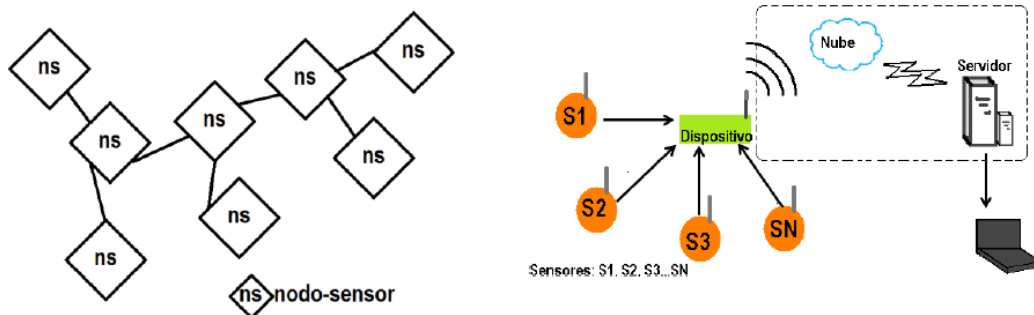 ns
ns
ns
ns
ns
ns
ns
ns
ns nodo-sensor
Nube
Servidor
S1
Dispositivo
S2
S3
SN
Sensores: S1, S2, S3...SN